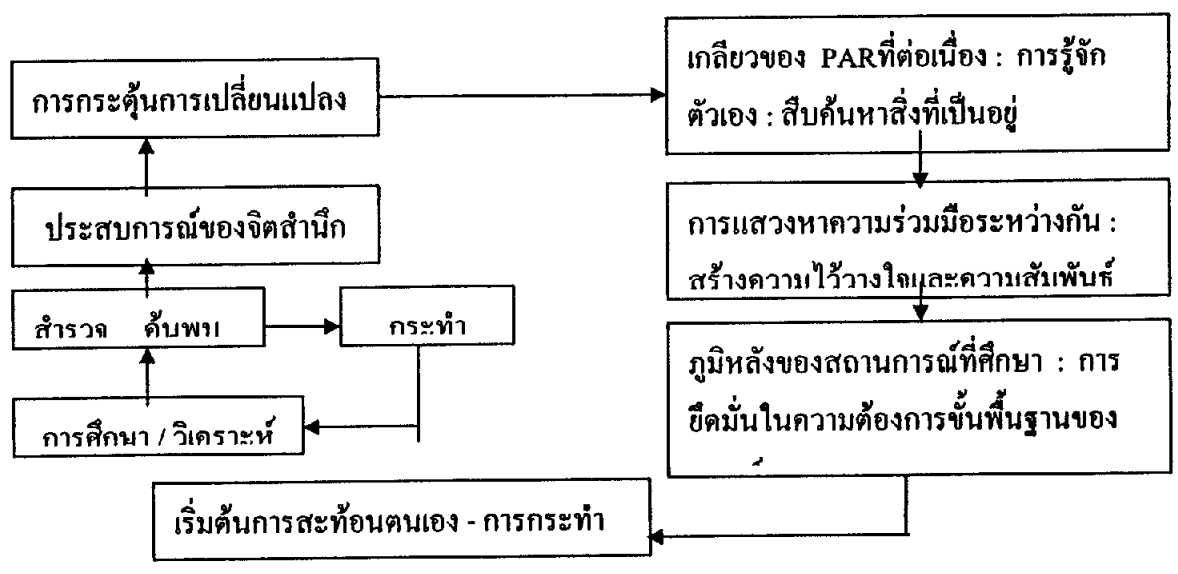 การกระตุ้นการเปลี่ยนแปลง
เกลียวของ PARที่ต่อเนื่อง : การรู้จัก
ตัวเอง : สืบค้นหาสิ่งที่เป็นอยู่
ประสบการณ์ของจิตสำนึก
การแสวงหาความร่วมมือระหว่างกัน :
สร้างความไว้วางใจและความสัมพันธ์
สำรวจ ค้นพบ
กระทำ
การศึกษา / วิเคราะห์
ภูมิหลังของสถานการณ์ที่ศึกษา : การ
ยึดมั่นในความต้องการขั้นพื้นฐานของ
เริ่มต้นการสะท้อนตนเอง - การกระทำ